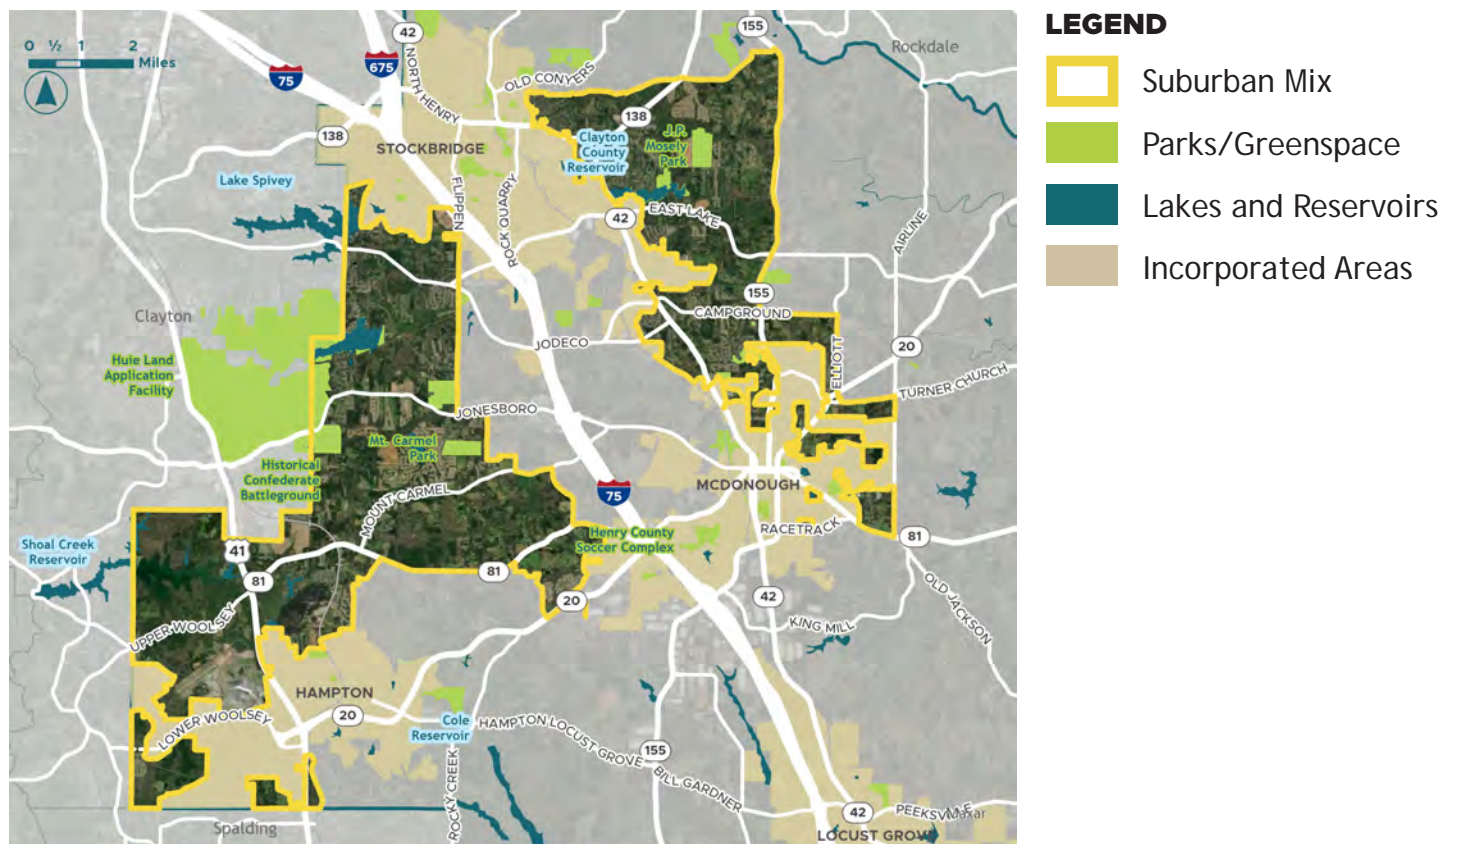 0 ½ 1 2
Miles
75
675
42
155
Rockdale
NORTH HENRY
OLD CONYERS
138
STOCKBRIDGE
138
Clayton
County
Reservoir
J.P.
Mosely
Park
Lake Spivey
FLIPPEN
ROCK QUARRY
42
EAST LAKE
AIRLINE
155
CAMPGROUND
Clayton
JODECO
ELLIOTT
20
TURNER CHURCH
Huie Land
Application
Facility
JONESBORO
Mt. Carmel
Park
Historical
Confederate
Battleground
MOUNT CARMEL
75
MCDONOUGH
RACETRACK
81
Henry County
Soccer Complex
Shoal Creek
Reservoir
41
81
81
20
42
KING MILL
OLD JACKSON
UPPER WOOLSEY
HAMPTON
20
LOWER WOOLSEY
Cole
Reservoir
HAMPTON LOCUST GROVE
155
BILL GARDNER
ROCKY CREEK
Spalding
42
PEEKSVILLE
LOCUST GROVE
LEGEND
Suburban Mix
Parks/Greenspace
Lakes and Reservoirs
Incorporated Areas